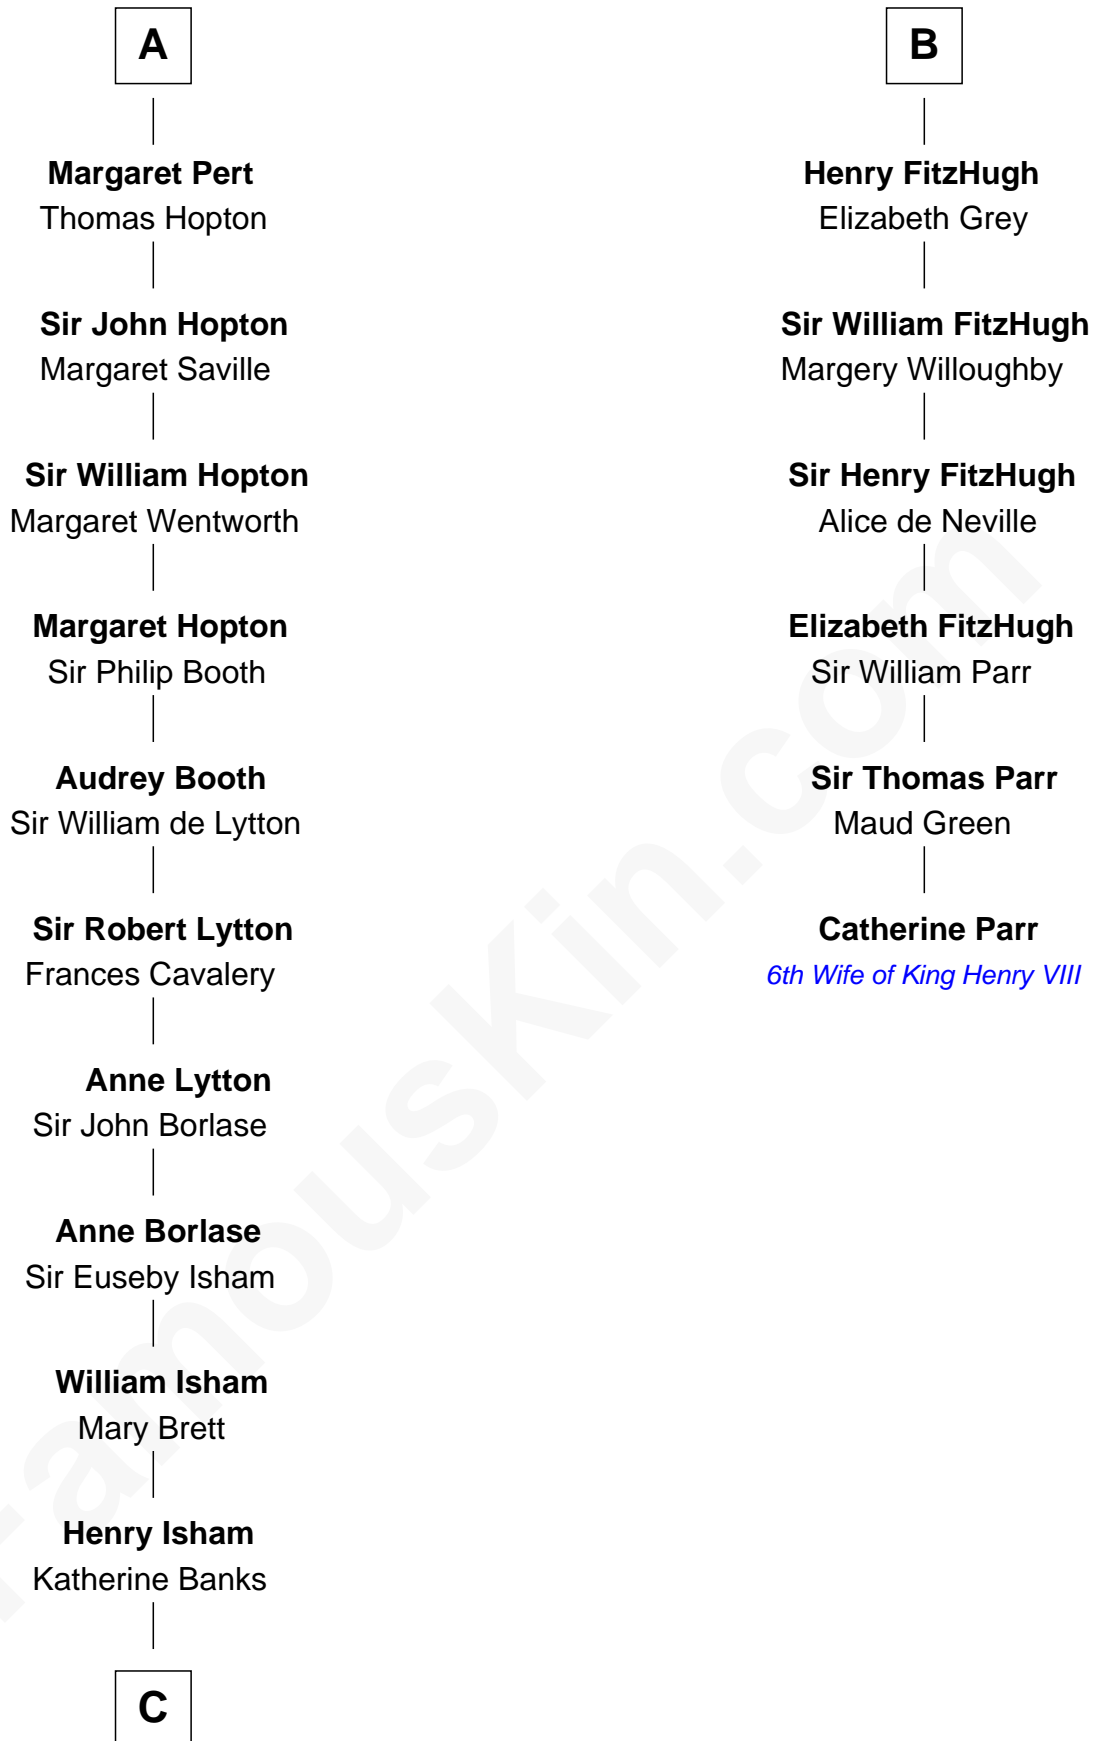 A
Margaret Pert
Thomas Hopton
Sir John Hopton
Margaret Saville
Sir William Hopton
Margaret Wentworth
Margaret Hopton
Sir Philip Booth
Audrey Booth
Sir William de Lytton
Sir Robert Lytton
Frances Cavalery
Anne Lytton
Sir John Borlase
Anne Borlase
Sir Euseby Isham
William Isham
Mary Brett
Henry Isham
Katherine Banks
C
B
Henry FitzHugh
Elizabeth Grey
Sir William FitzHugh
Margery Willoughby
Sir Henry FitzHugh
Alice de Neville
Elizabeth FitzHugh
Sir William Parr
Sir Thomas Parr
Maud Green
Catherine Parr
6th Wife of King Henry VIII
FamousKin.com